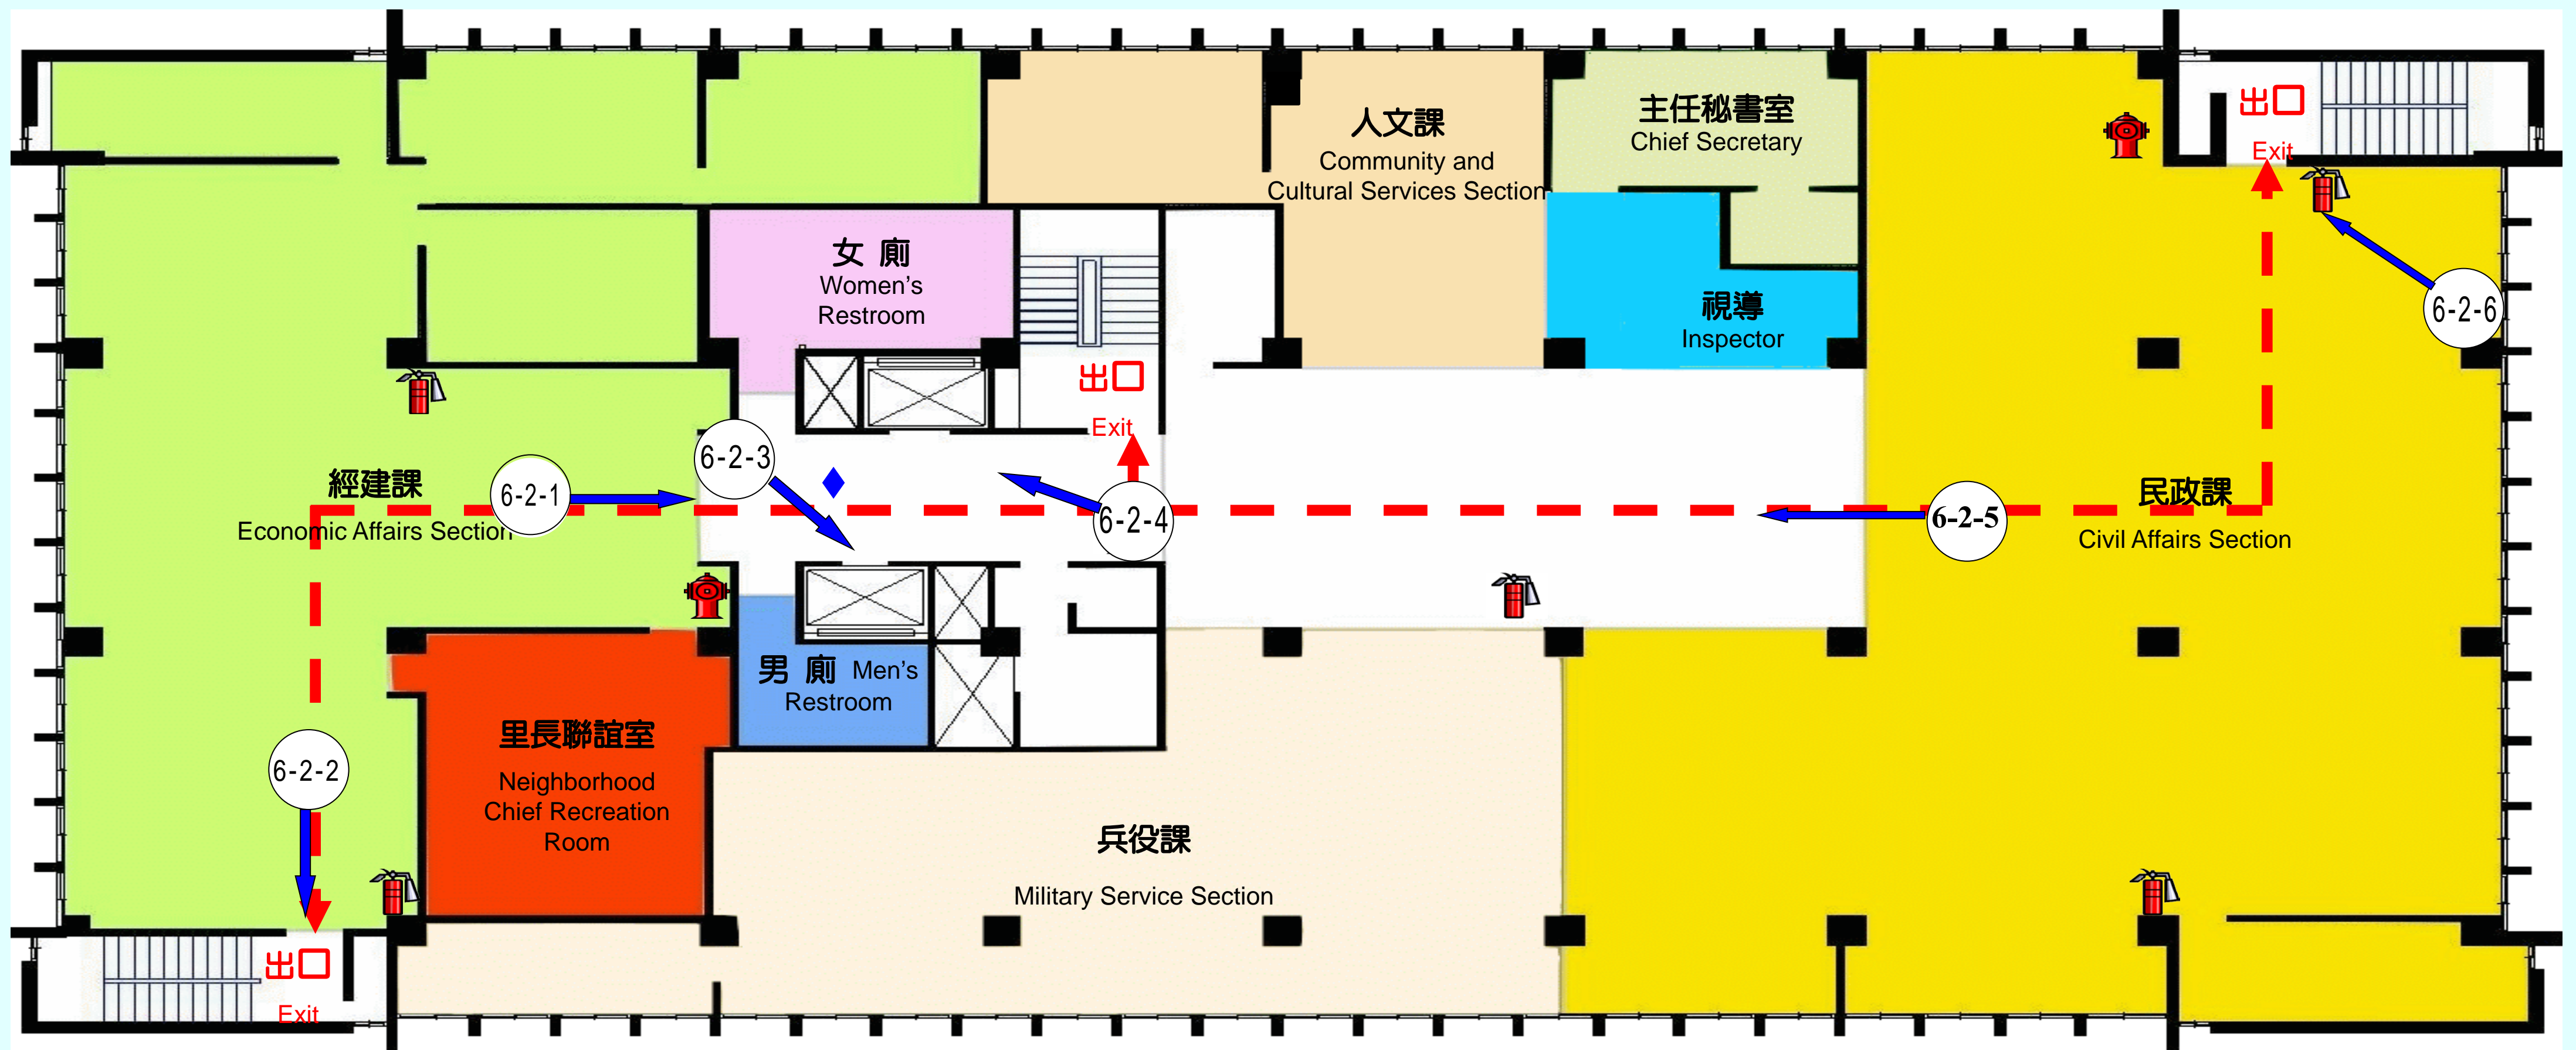 人文課
Community and
Cultural Services Section
主任秘書室
Chief Secretary
出口
Exit
女 廁
Women's
Restroom
視導
Inspector
6-2-6
出口
Exit
6-2-3
經建課
Economic Affairs Section
6-2-1
6-2-4
6-2-5
民政課
Civil Affairs Section
男 廁 Men's
Restroom
里長聯誼室
Neighborhood
Chief Recreation
Room
6-2-2
兵役課
Military Service Section
出口
Exit